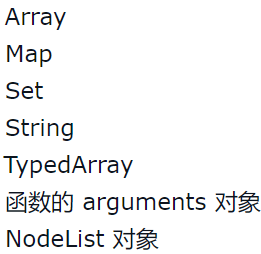 Array
Map
Set
String
TypedArray
函数的 arguments 对象
NodeList 对象